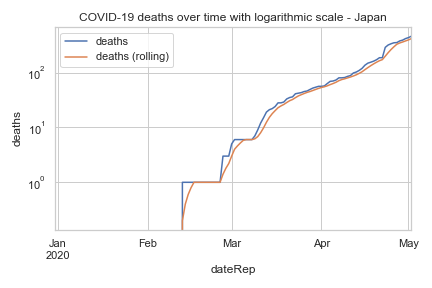 COVID-19 deaths over time with logarithmic scale - Japan
deaths
deaths (rolling)
10²
10¹
10⁰
deaths
Jan
2020
Feb
Mar
Apr
May
dateRep